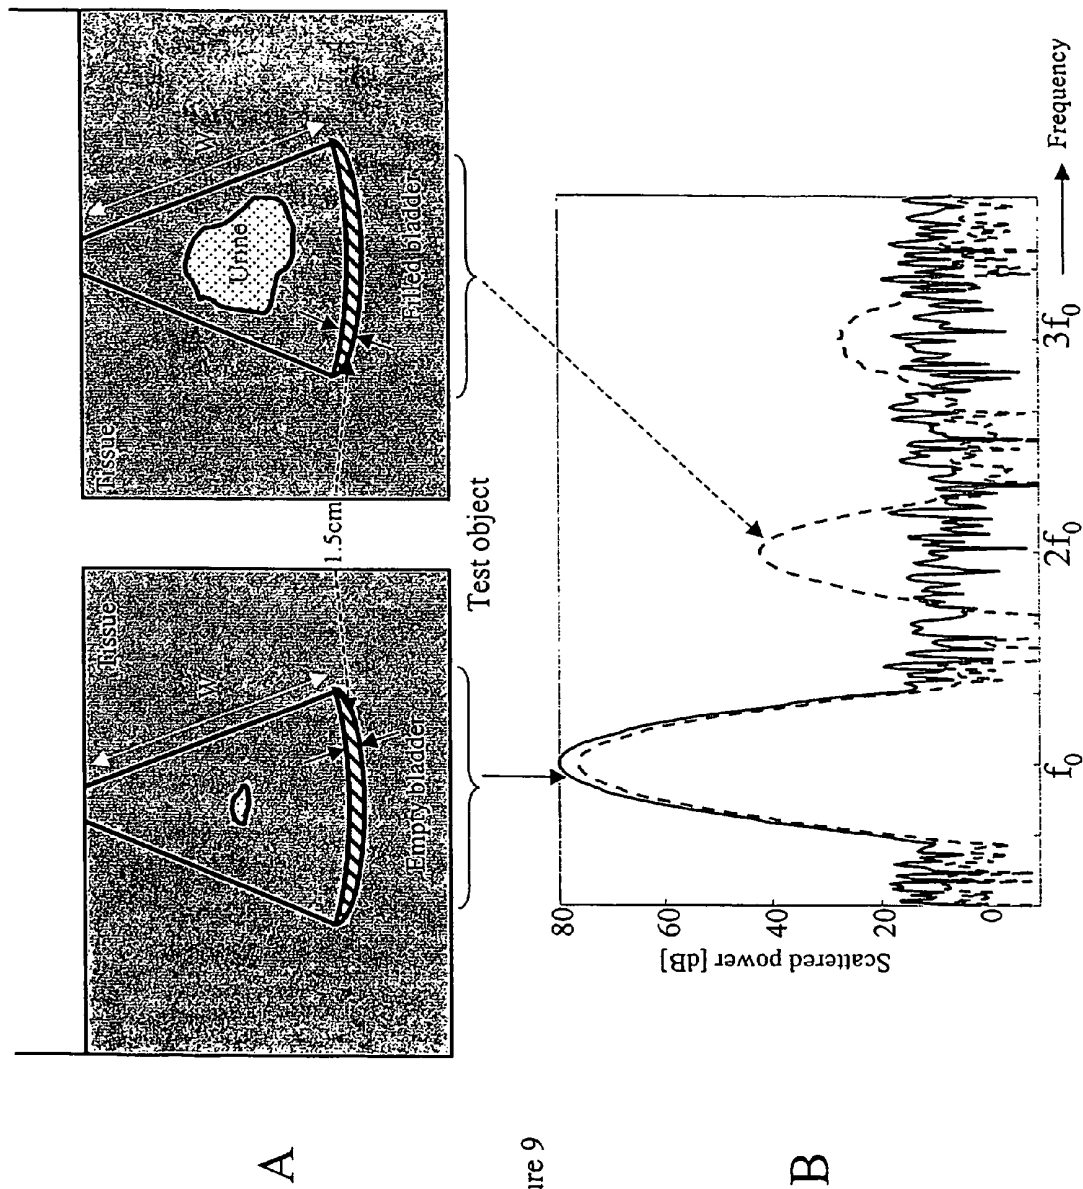 A
Tissue
W
Empty bladder
1.5cm
Tissue
W
Urine
Filled bladder
Test object
ure 9
B
Scattered power [dB]
80
60
40
20
0
f₀
2f₀
3f₀
Frequency